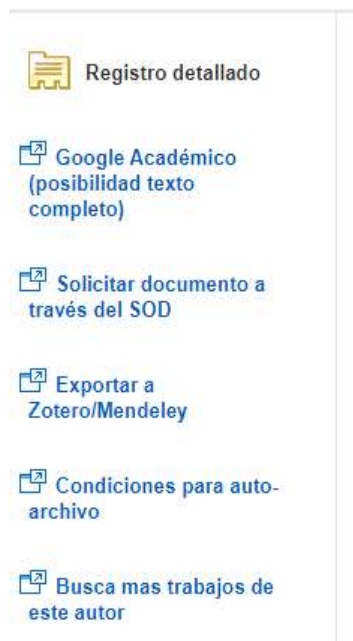 Registro detallado
Google Académico
(posibilidad texto
completo)
Solicitar documento a
través del SOD
Exportar a
Zotero/Mendeley
Condiciones para auto-
archivo
Busca mas trabajos de
este autor